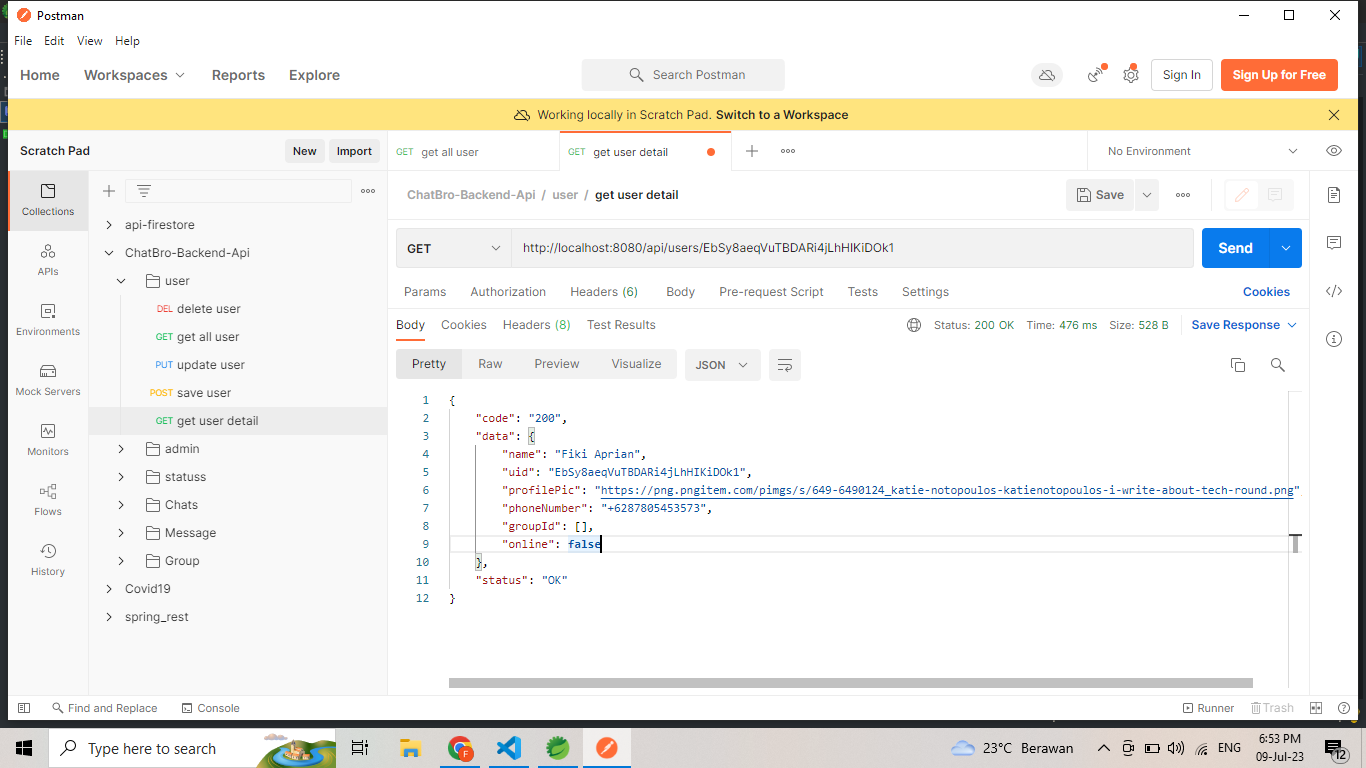 Postman
File Edit View Help
Home Workspaces Reports Explore Search Postman Sign In Sign Up for Free
Working locally in Scratch Pad. Switch to a Workspace
Scratch Pad New Import
GET get all user GET get user detail No Environment
Collections
APIs
Environments
Mock Servers
Monitors
Flows
History
api-firestore
ChatBro-Backend-Api
user
DEL delete user
GET get all user
PUT update user
POST save user
GET get user detail
admin
statuss
Chats
Message
Group
Covid19
spring_rest
ChatBro-Backend-Api / user / get user detail Save
GET http://localhost:8080/api/users/EbSy8aeqVuTBDARi4jLhHIKiDOk1 Send
Params Authorization Headers (6) Body Pre-request Script Tests Settings Cookies
Body Cookies Headers (8) Test Results Status: 200 OK Time: 476 ms Size: 528 B Save Response
Pretty Raw Preview Visualize JSON
1 {
2 "code": "200",
3 "data": {
4 "name": "Fiki Aprian",
5 "uid": "EbSy8aeqVuTBDARi4jLhHIKiDOk1",
6 "profilePic": "https://png.pngitem.com/pimgs/s/649-6490124_katie-notopoulos-katienotopoulos-i-write-about-tech-round.png"
7 "phoneNumber": "+6287805453573",
8 "groupId": [],
9 "online": false
10 },
11 "status": "OK"
12 }
Find and Replace Console Runner Trash
Type here to search 23°C Berawan ENG 6:53 PM
09-Jul-23 12